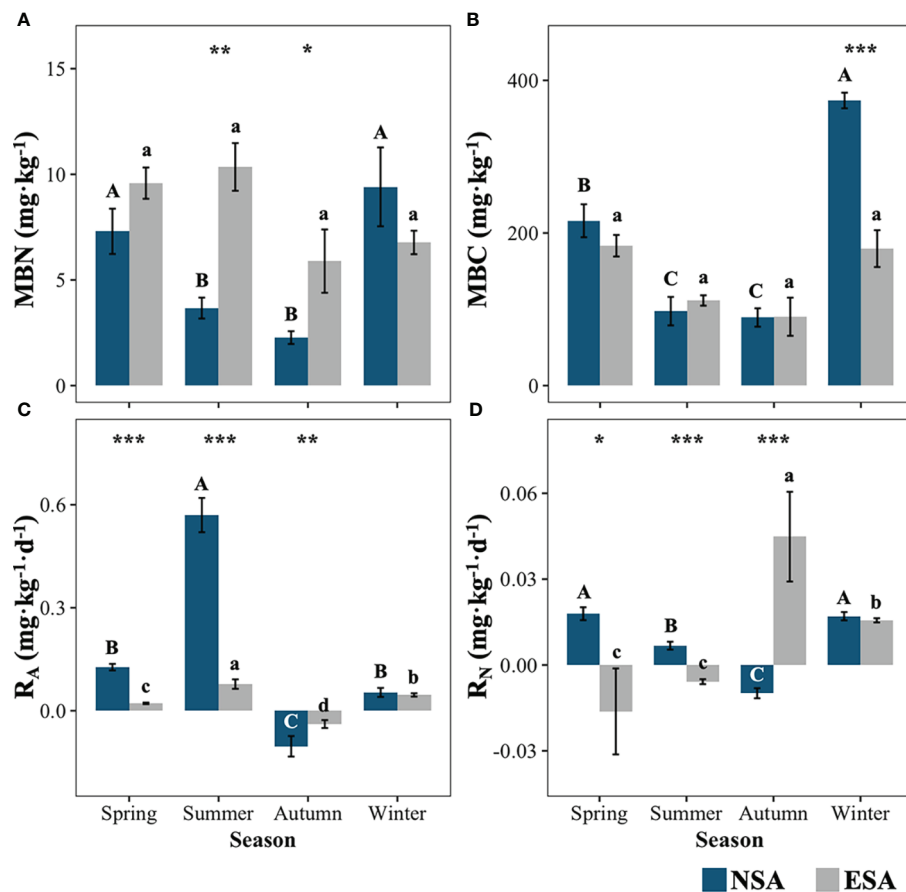 A
** *
MBN (mg·kg⁻¹)
15
10
5
0
A a B a B a A a
B
***
MBC (mg·kg⁻¹)
400
200
0
B a C a C a A a
C
*** *** **
R_A (mg·kg⁻¹·d⁻¹)
0.6
0.3
0.0
B c A a C d B b
Spring Summer Autumn Winter
Season
D
* *** ***
R_N (mg·kg⁻¹·d⁻¹)
0.06
0.03
0.00
-0.03
A c B c C a A b
Spring Summer Autumn Winter
Season
NSA ESA